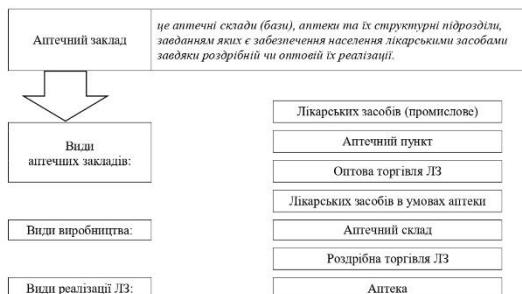 Аптечний заклад
це аптечні склади (бази), аптеки та їх структурні підрозділи,
завданням яких є забезпечення населення лікарськими засобами
завдяки роздрібній чи оптовій їх реалізації.
Лікарських засобів (промислове)
Види
аптечних закладів:
Аптечний пункт
Оптова торгівля ЛЗ
Лікарських засобів в умовах аптеки
Види виробництва:
Аптечний склад
Роздрібна торгівля ЛЗ
Види реалізації ЛЗ:
Аптека